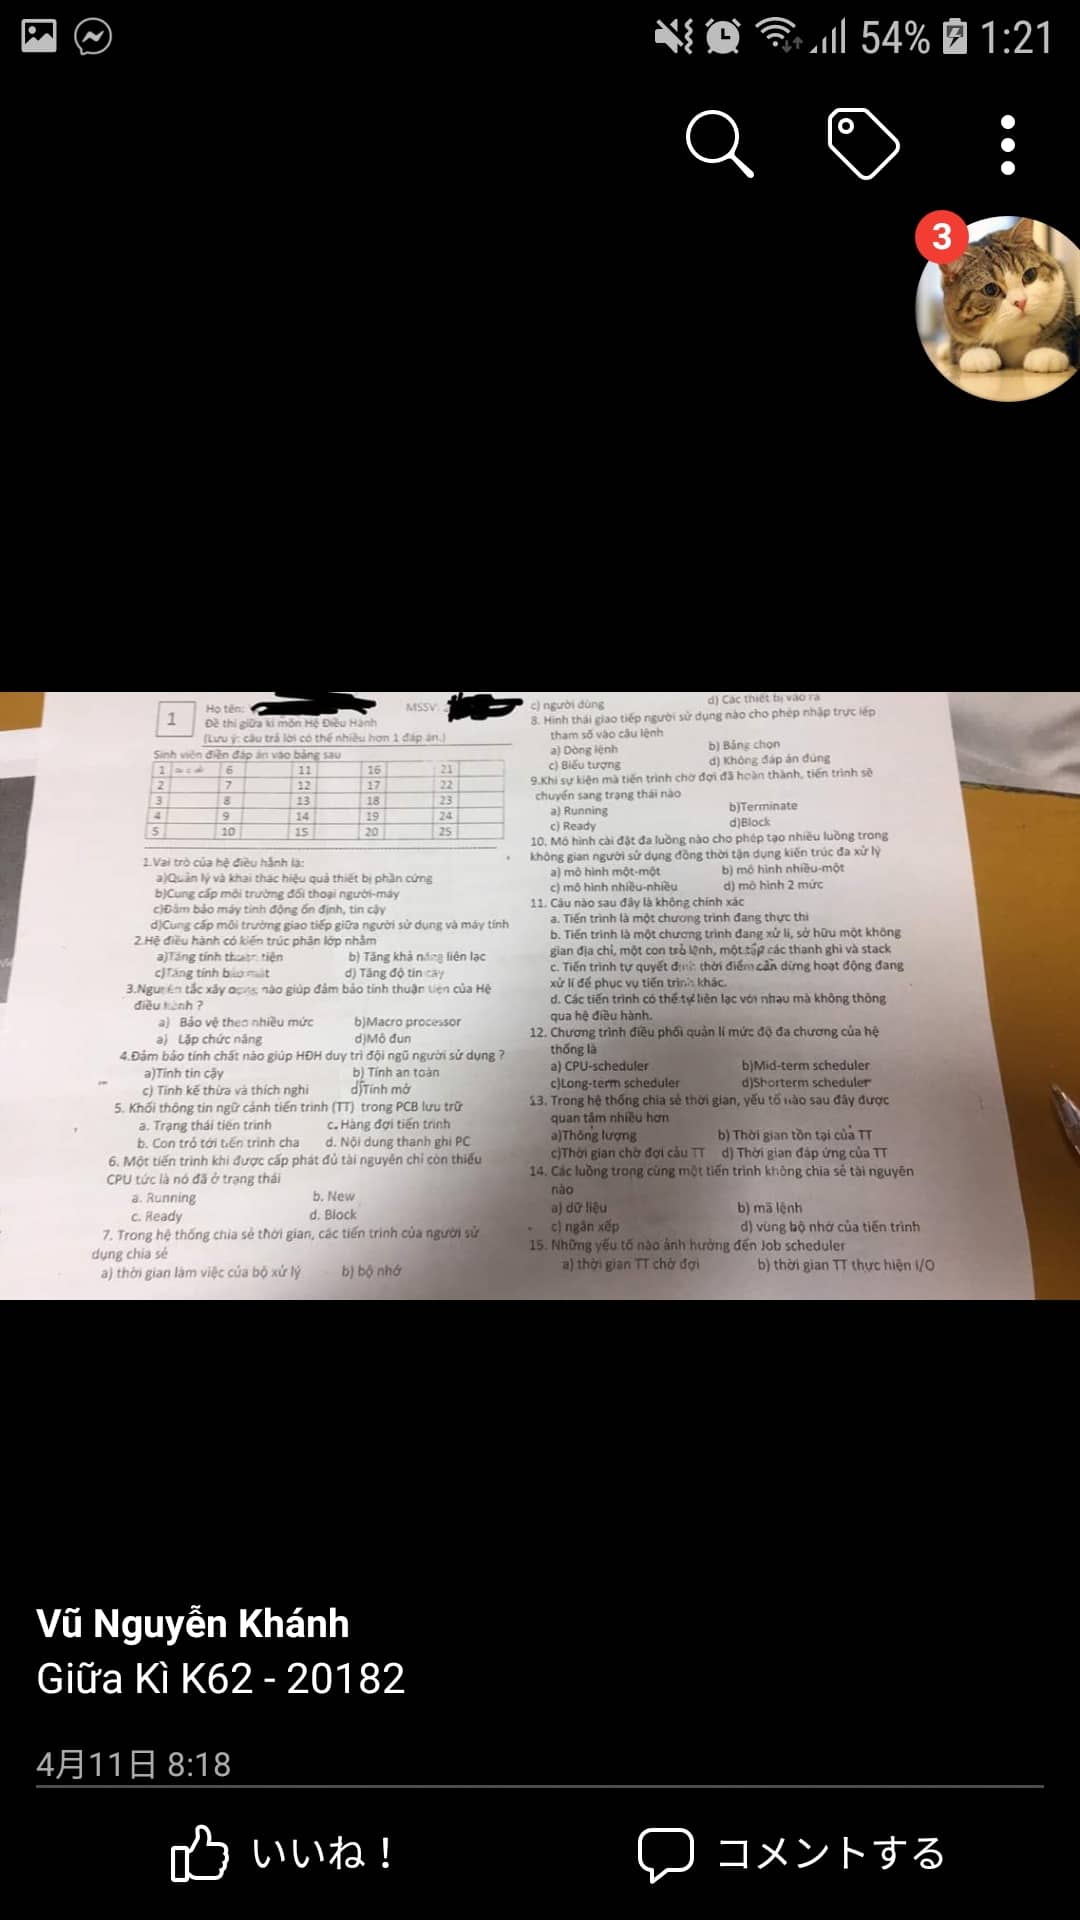 54% 1:21
3
1
Họ tên:
MSSV:
Đề thi giữa kì môn Hệ Điều Hành
(Lưu ý: câu trả lời có thể nhiều hơn 1 đáp án.)
Sinh viên điền đáp án vào bảng sau
1 6 11 16 21
2 7 12 17 22
3 8 13 18 23
4 9 14 19 24
5 10 15 20 25
1.Vai trò của hệ điều hành là:
a)Quản lý và khai thác hiệu quả thiết bị phần cứng
b)Cung cấp môi trường đối thoại người-máy
c)Đảm bảo máy tính động ổn định, tin cậy
d)Cung cấp môi trường giao tiếp giữa người sử dụng và máy tính
2.Hệ điều hành có kiến trúc phân lớp nhằm
a)Tăng tính thuận tiện b) Tăng khả năng liên lạc
c)Tăng tính bảo mật d) Tăng độ tin cậy
3.Nguyên tắc xây dựng nào giúp đảm bảo tính thuận tiện của Hệ
điều hành ?
a) Bảo vệ theo nhiều mức b)Macro processor
a) Lặp chức năng d)Mô đun
4.Đảm bảo tính chất nào giúp HĐH duy trì đội ngũ người sử dụng ?
a)Tính tin cậy b) Tính an toàn
c) Tính kế thừa và thích nghi d)Tính mở
5. Khối thông tin ngữ cảnh tiến trình (TT) trong PCB lưu trữ
a. Trạng thái tiến trình c. Hàng đợi tiến trình
b. Con trỏ tới tiến trình cha d. Nội dung thanh ghi PC
6. Một tiến trình khi được cấp phát đủ tài nguyên chỉ còn thiếu
CPU tức là nó đã ở trạng thái
a. Running b. New
c. Ready d. Block
7. Trong hệ thống chia sẻ thời gian, các tiến trình của người sử
dụng chia sẻ
a) thời gian làm việc của bộ xử lý b) bộ nhớ
c) người dùng d) Các thiết bị vào ra
8. Hình thái giao tiếp người sử dụng nào cho phép nhập trực iếp
tham số vào câu lệnh
a) Dòng lệnh b) Bảng chọn
c) Biểu tượng d) Không đáp án đúng
9.Khi sự kiện mà tiến trình chờ đợi đã hoàn thành, tiến trình sẽ
chuyển sang trạng thái nào
a) Running b)Terminate
c) Ready d)Block
10. Mô hình cài đặt đa luồng nào cho phép tạo nhiều luồng trong
không gian người sử dụng đồng thời tận dụng kiến trúc đa xử lý
a) mô hình một-một b) mô hình nhiều-một
c) mô hình nhiều-nhiều d) mô hình 2 mức
11. Câu nào sau đây là không chính xác
a. Tiến trình là một chương trình đang thực thi
b. Tiến trình là một chương trình đang xử lí, sở hữu một không
gian địa chỉ, một con trỏ lệnh, một tập các thanh ghi và stack
c. Tiến trình tự quyết định thời điểm cần dừng hoạt động đang
xử lí để phục vụ tiến trình khác.
d. Các tiến trình có thể tự liên lạc với nhau mà không thông
qua hệ điều hành.
12. Chương trình điều phối quản lí mức độ đa chương của hệ
thống là
a) CPU-scheduler b)Mid-term scheduler
c)Long-term scheduler d)Shorterm scheduler
13. Trong hệ thống chia sẻ thời gian, yếu tố nào sau đây được
quan tâm nhiều hơn
a)Thông lượng b) Thời gian tồn tại của TT
c)Thời gian chờ đợi cảu TT d) Thời gian đáp ứng của TT
14. Các luồng trong cùng một tiến trình không chia sẻ tài nguyên
nào
a) dữ liệu b) mã lệnh
c) ngăn xếp d) vùng bộ nhớ của tiến trình
15. Những yếu tố nào ảnh hưởng đến Job scheduler
a) thời gian TT chờ đợi b) thời gian TT thực hiện I/O
Vũ Nguyễn Khánh
Giữa Kì K62 - 20182
4月11日 8:18
いいね！ コメントする